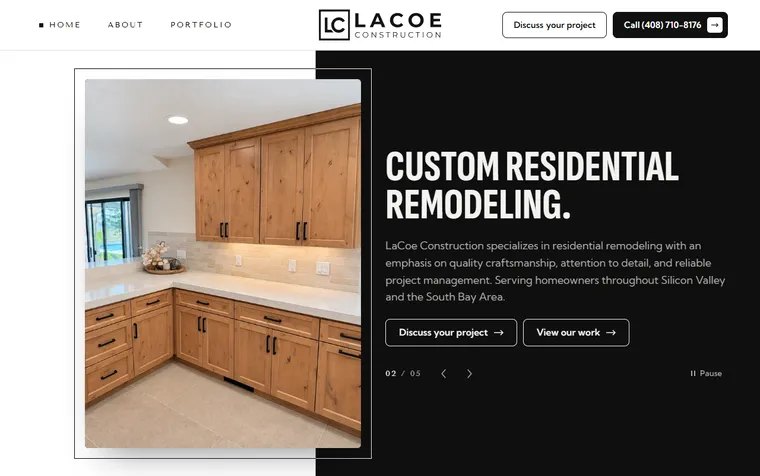 HOME
ABOUT
PORTFOLIO
LC
LACOE
CONSTRUCTION
Discuss your project
Call (408) 710-8176 →
CUSTOM RESIDENTIAL
REMODELING.
LaCoe Construction specializes in residential remodeling with an
emphasis on quality craftsmanship, attention to detail, and reliable
project management. Serving homeowners throughout Silicon Valley
and the South Bay Area.
Discuss your project →
View our work →
02 / 05
Pause